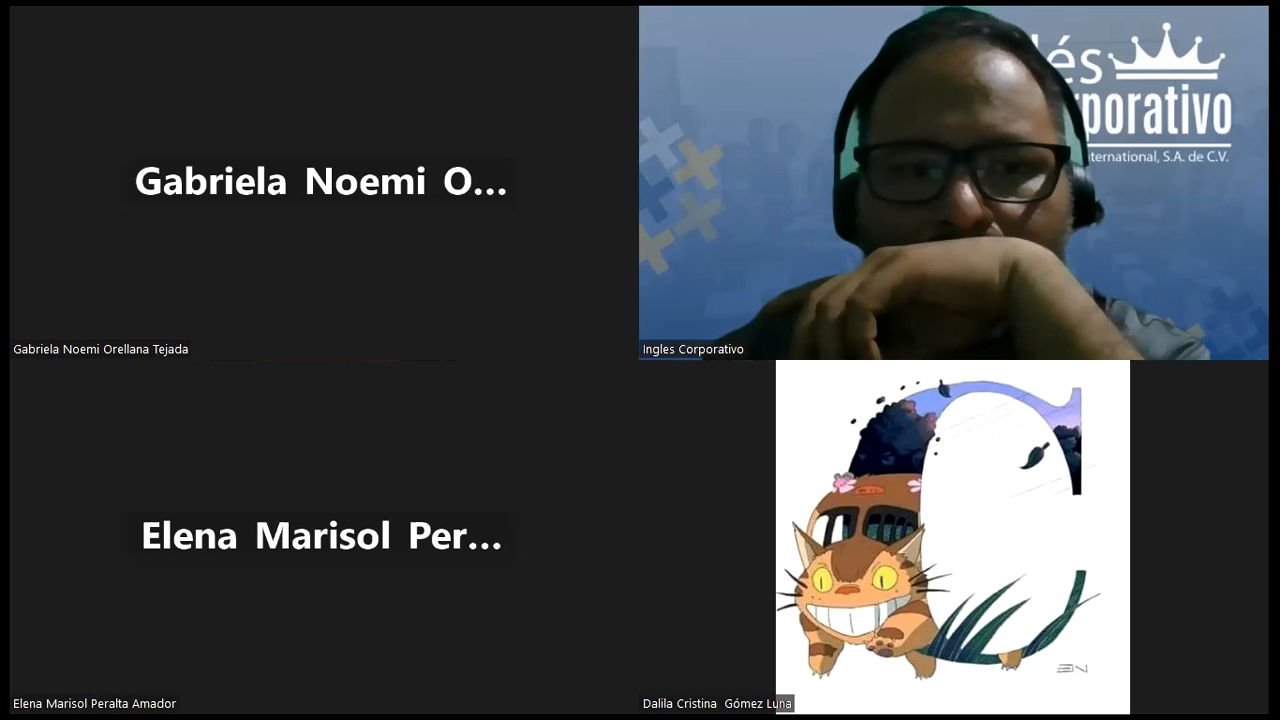 Gabriela Noemi O...
és
porativo
nternational, S.A. de C.V.
Gabriela Noemi Orellana Tejada
Ingles Corporativo
Elena Marisol Per...
Elena Marisol Peralta Amador
Dalila Cristina Gómez Luna